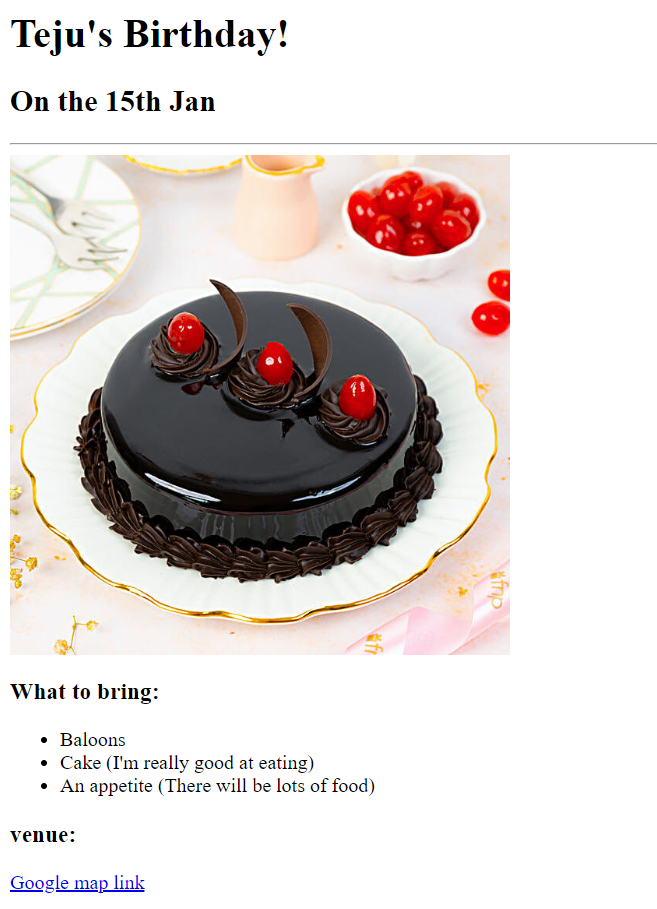 Teju's Birthday!
On the 15th Jan
What to bring:
Baloons
Cake (I'm really good at eating)
An appetite (There will be lots of food)
venue:
Google map link